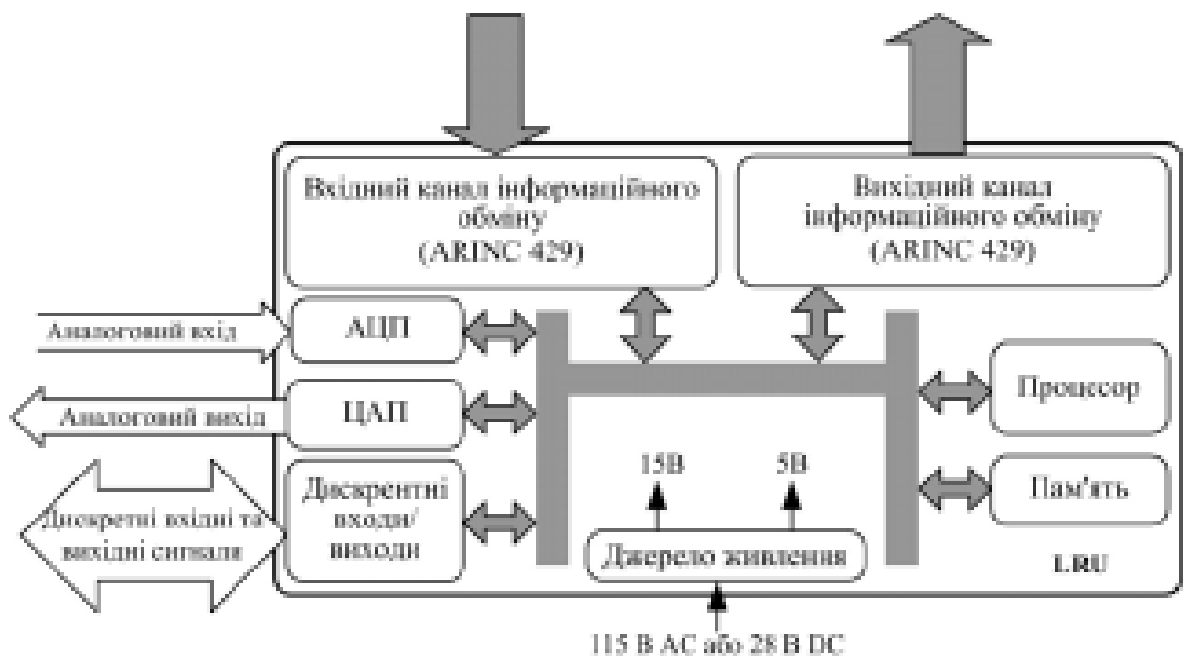 Вхідний канал інформаційного
обміну
(ARINC 429)
Вихідний канал
інформаційного обміну
(ARINC 429)
Аналоговий вхід
АЦП
Процесор
Аналоговий вихід
ЦАП
15В
5В
Дискретні вхідні та
вихідні сигнали
Дискрентні
входи/
виходи
Пам'ять
Джерело живлення
LRU
115 В AC або 28 В DC